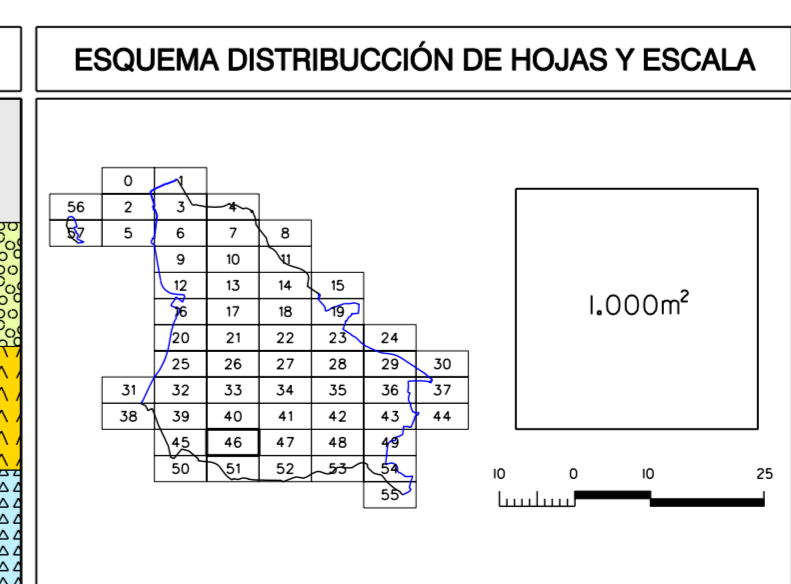 ESQUEMA DISTRIBUCCIÓN DE HOJAS Y ESCALA
0 1
56 2 3 4
57 5 6 7 8
9 10 11
12 13 14 15
16 17 18 19
20 21 22 23 24
25 26 27 28 29 30
31 32 33 34 35 36 37
38 39 40 41 42 43 44
45 46 47 48 49
50 51 52 53 54
55
1.000m²
10 0 10 25